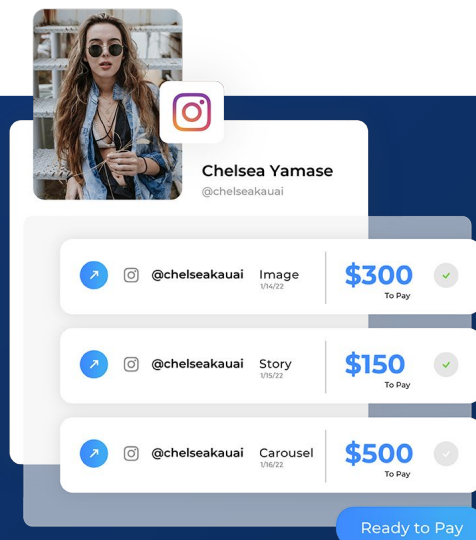 Chelsea Yamase
@chelseakauai
@chelseakauai Image $300
1/14/22
To Pay
@chelseakauai Story $150
1/15/22
To Pay
@chelseakauai Carousel $500
1/16/22
To Pay
Ready to Pay